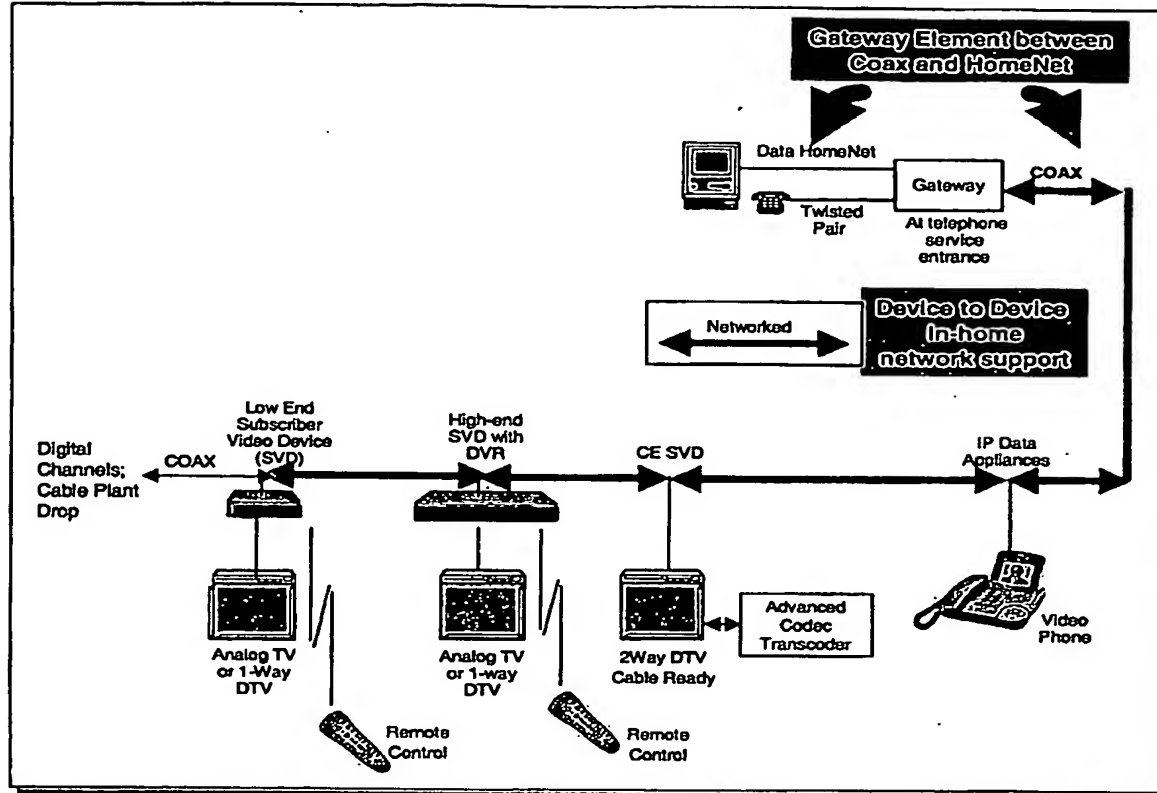 Gateway Element between
Coax and HomeNet
Data HomeNet
Gateway
COAX
Twisted
Pair
At telephone
service
entrance
Networked
Device to Device
In-home
network support
Low End
Subscriber
Video Device
(SVD)
High-end
SVD with
DVR
CE SVD
IP Data
Appliances
Digital
Channels;
Cable Plant
Drop
COAX
Analog TV
or 1-Way
DTV
Analog TV
or 1-way
DTV
2Way DTV
Cable Ready
Advanced
Codec
Transcoder
Video
Phone
Remote
Control
Remote
Control